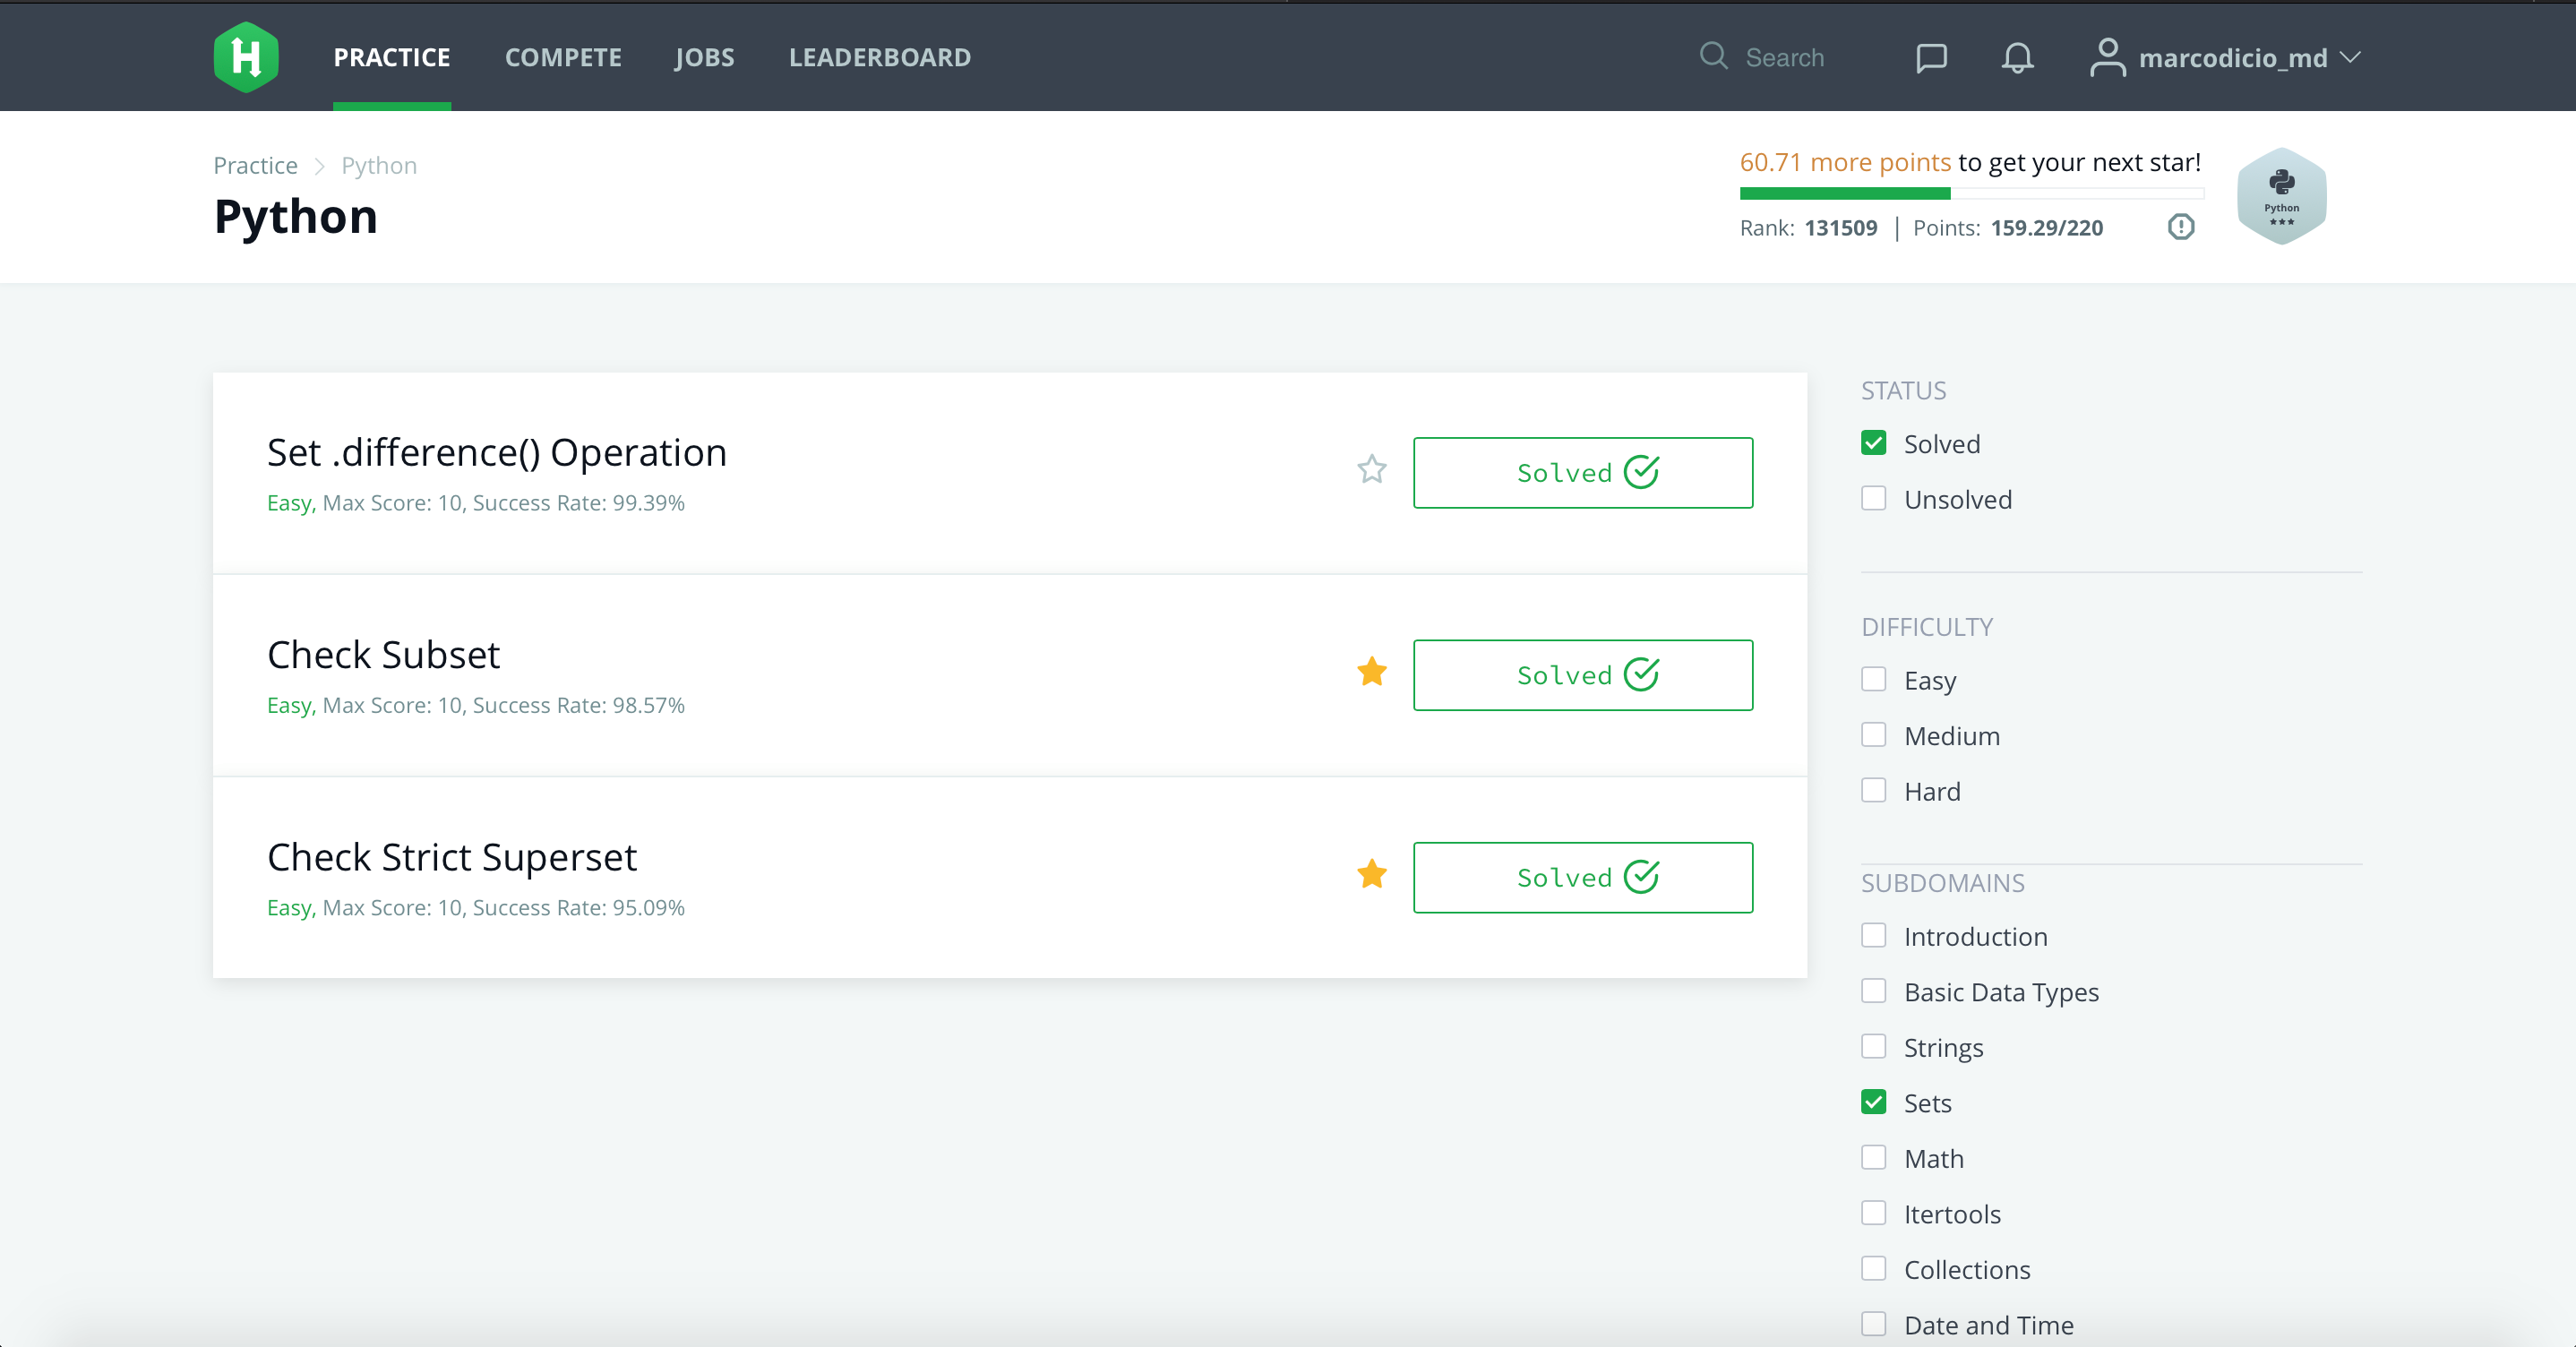 PRACTICE COMPETE JOBS LEADERBOARD Search marcodicio_md
Practice Python
Python
60.71 more points to get your next star!
Rank: 131509 | Points: 159.29/220
Python
Set .difference() Operation
Easy, Max Score: 10, Success Rate: 99.39%
Solved
Check Subset
Easy, Max Score: 10, Success Rate: 98.57%
Solved
Check Strict Superset
Easy, Max Score: 10, Success Rate: 95.09%
Solved
STATUS
Solved
Unsolved
DIFFICULTY
Easy
Medium
Hard
SUBDOMAINS
Introduction
Basic Data Types
Strings
Sets
Math
Itertools
Collections
Date and Time